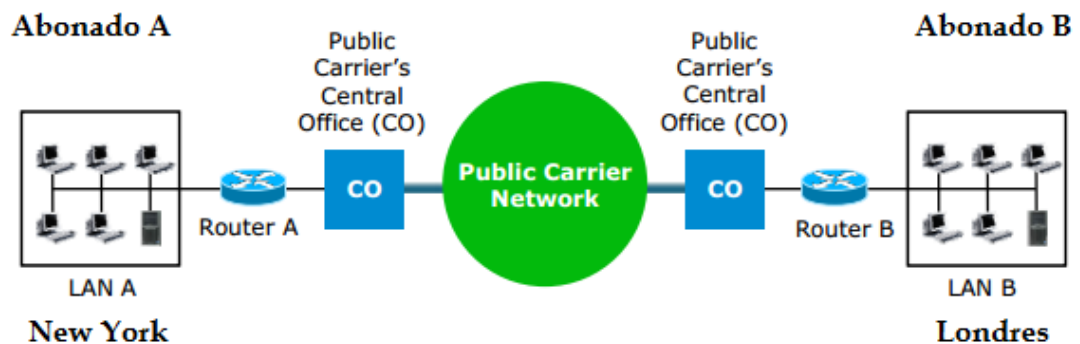 Abonado A
Public
Carrier's
Central
Office (CO)
Public
Carrier's
Central
Office (CO)
Abonado B
CO
Public Carrier
Network
CO
Router A
Router B
LAN A
LAN B
New York
Londres